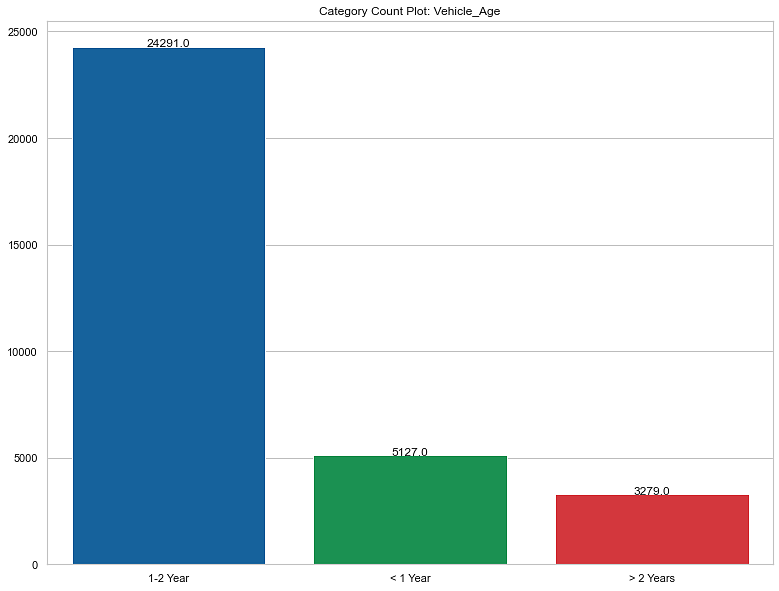 Category Count Plot: Vehicle_Age
25000
24291.0
20000
15000
10000
5000
5127.0
3279.0
0
1-2 Year
< 1 Year
> 2 Years